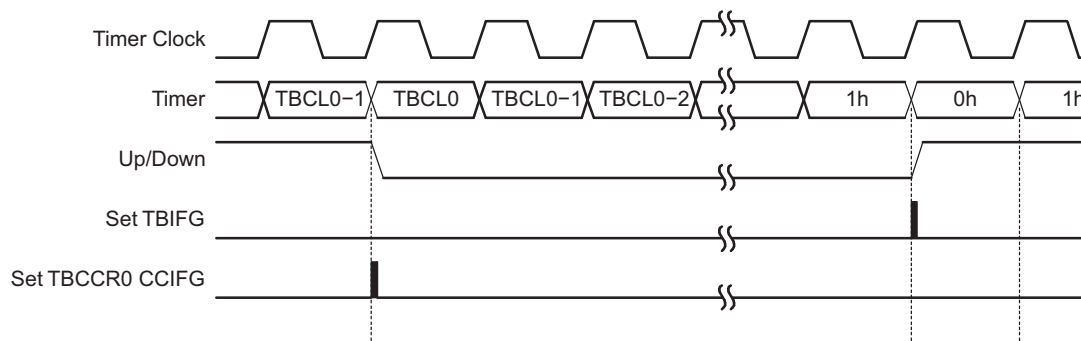 Timer Clock
Timer TBCL0−1 TBCL0 TBCL0−1 TBCL0−2 1h 0h 1h
Up/Down
Set TBIFG
Set TBCCR0 CCIFG